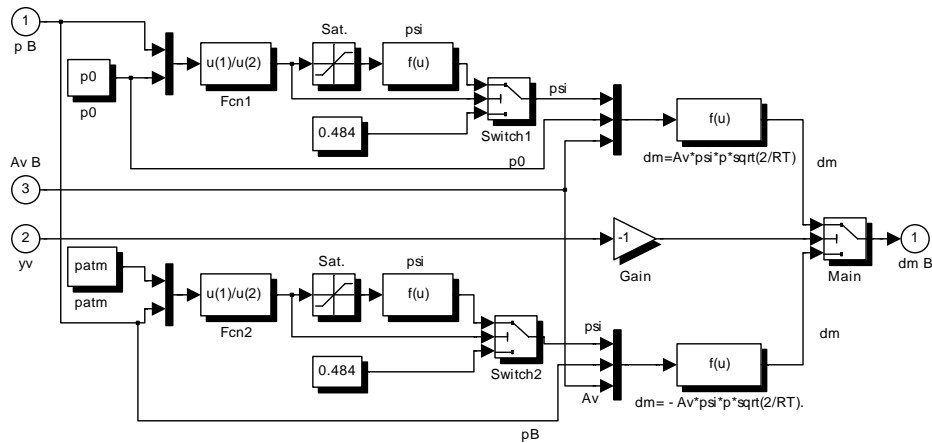 1
p B
p0
p0
u(1)/u(2)
Fcn1
Sat.
psi
f(u)
0.484
Switch1
psi
p0
f(u)
dm=Av*psi*p*sqrt(2/RT)
dm
Av B
3
2
yv
-1
Gain
Main
1
dm B
patm
patm
u(1)/u(2)
Fcn2
Sat.
psi
f(u)
0.484
Switch2
psi
Av
pB
f(u)
dm= - Av*psi*p*sqrt(2/RT).
dm